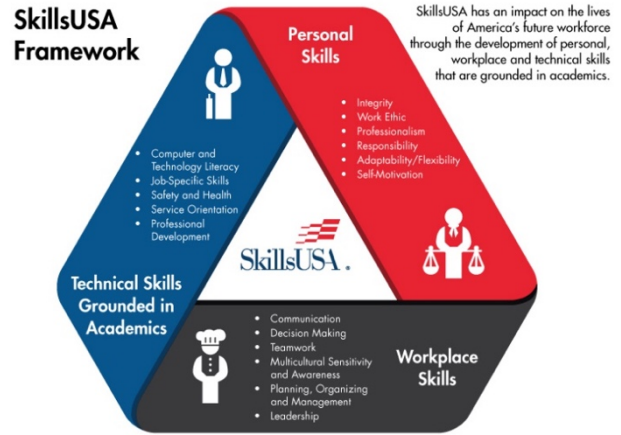 SkillsUSA
Framework
SkillsUSA has an impact on the lives
of America's future workforce
through the development of personal,
workplace and technical skills
that are grounded in academics.
Personal
Skills
• Integrity
• Work Ethic
• Professionalism
• Responsibility
• Adaptability/Flexibility
• Self-Motivation
• Computer and
Technology Literacy
• Job-Specific Skills
• Safety and Health
• Service Orientation
• Professional
Development
Technical Skills
Grounded in
Academics
SkillsUSA.
• Communication
• Decision Making
• Teamwork
• Multicultural Sensitivity
and Awareness
• Planning, Organizing
and Management
• Leadership
Workplace
Skills